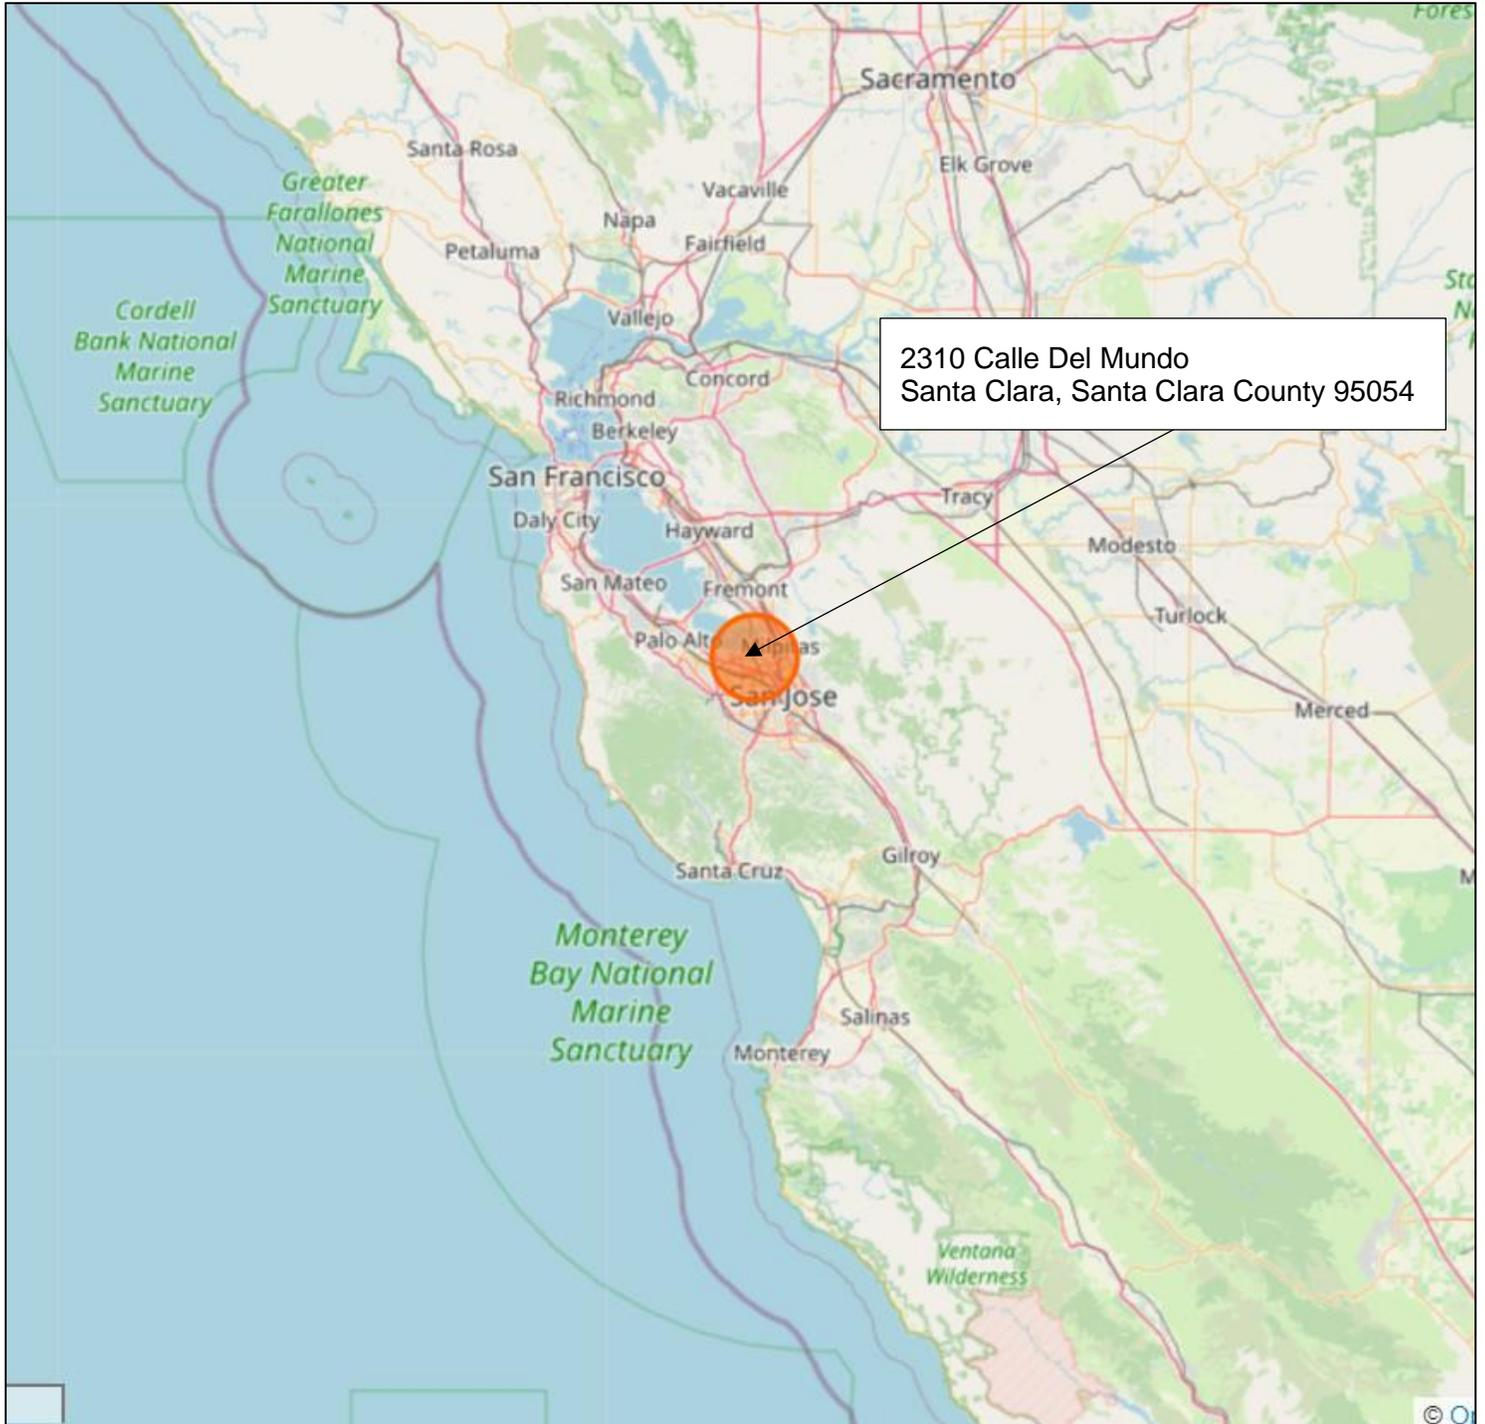 Sacramento
Santa Rosa
Elk Grove
Greater
Farallones
National
Marine
Sanctuary
Vacaville
Napa
Fairfield
Petaluma
Cordell
Bank National
Marine
Sanctuary
Vallejo
2310 Calle Del Mundo
Santa Clara, Santa Clara County 95054
Concord
Richmond
Berkeley
San Francisco
Tracy
Daly City
Hayward
Modesto
San Mateo
Fremont
Turlock
Palo Alto
Milpitas
San Jose
Merced
Gilroy
Santa Cruz
Monterey
Bay National
Marine
Sanctuary
Salinas
Monterey
Ventana
Wilderness